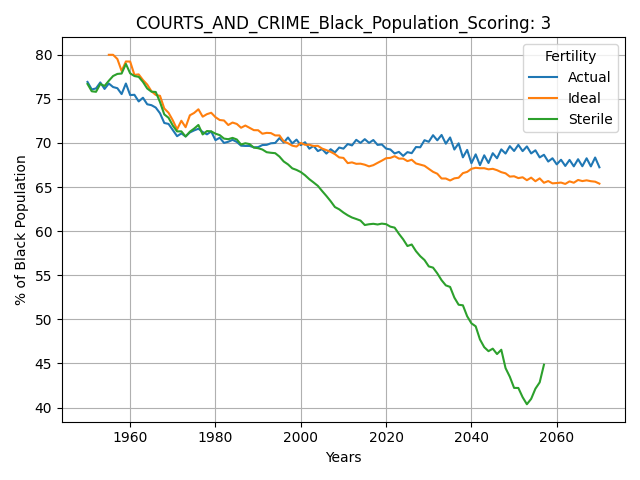 COURTS_AND_CRIME_Black_Population_Scoring: 3
Fertility
Actual
Ideal
Sterile
% of Black Population
80
75
70
65
60
55
50
45
40
1960 1980 2000 2020 2040 2060
Years